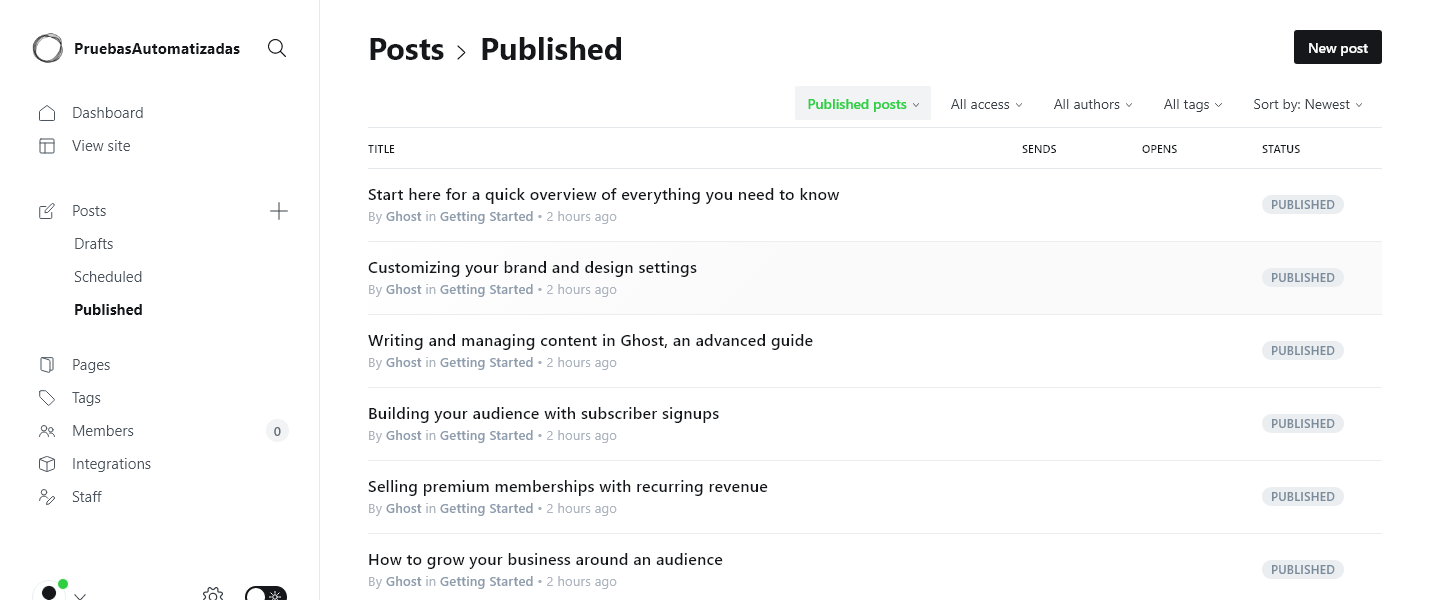 PruebasAutomatizadas
Dashboard
View site
Posts
Drafts
Scheduled
Published
Pages
Tags
Members 0
Integrations
Staff
Posts > Published
New post
Published posts All access All authors All tags Sort by: Newest
TITLE SENDS OPENS STATUS
Start here for a quick overview of everything you need to know
By Ghost in Getting Started • 2 hours ago
PUBLISHED
Customizing your brand and design settings
By Ghost in Getting Started • 2 hours ago
PUBLISHED
Writing and managing content in Ghost, an advanced guide
By Ghost in Getting Started • 2 hours ago
PUBLISHED
Building your audience with subscriber signups
By Ghost in Getting Started • 2 hours ago
PUBLISHED
Selling premium memberships with recurring revenue
By Ghost in Getting Started • 2 hours ago
PUBLISHED
How to grow your business around an audience
By Ghost in Getting Started • 2 hours ago
PUBLISHED